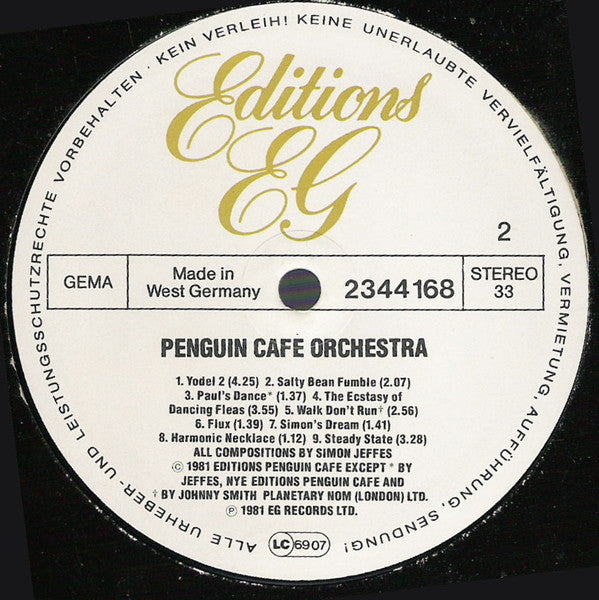 Editions
EG
2
GEMA
Made in
West Germany
2344168
STEREO
33
PENGUIN CAFE ORCHESTRA
1. Yodel 2 (4.25) 2. Salty Bean Fumble (2.07)
3. Paul's Dance* (1.37) 4. The Ecstasy of
Dancing Fleas (3.55) 5. Walk Don't Run† (2.56)
6. Flux (1.39) 7. Simon's Dream (1.41)
8. Harmonic Necklace (1.12) 9. Steady State (3.28)
ALL COMPOSITIONS BY SIMON JEFFES
© 1981 EDITIONS PENGUIN CAFE EXCEPT * BY
JEFFES, NYE EDITIONS PENGUIN CAFE AND
† BY JOHNNY SMITH PLANETARY NOM (LONDON) LTD.
℗ 1981 EG RECORDS LTD.
LC 6907
ALLE URHEBER- UND LEISTUNGSSCHUTZRECHTE VORBEHALTEN · KEIN VERLEIH! KEINE UNERLAUBTE VERVIELFÄLTIGUNG, VERMIETUNG, AUFFÜHRUNG, SENDUNG!